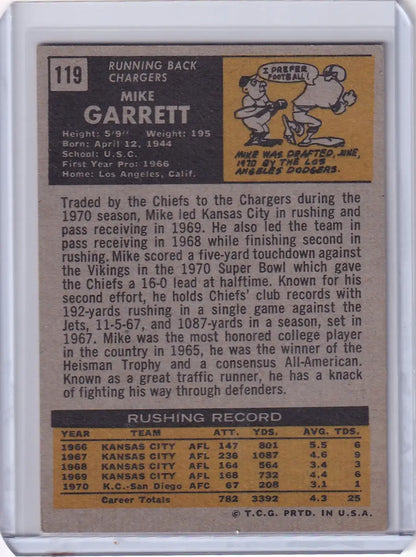 119
RUNNING BACK
CHARGERS
MIKE
GARRETT
Height: 5'9" Weight: 195
Born: April 12, 1944
School: U.S.C.
First Year Pro: 1966
Home: Los Angeles, Calif.
I PREFER
FOOTBALL!
MIKE WAS DRAFTED, JUNE,
1970 BY THE LOS
ANGELES DODGERS.
Traded by the Chiefs to the Chargers during the
1970 season, Mike led Kansas City in rushing and
pass receiving in 1969. He also led the team in
pass receiving in 1968 while finishing second in
rushing. Mike scored a five-yard touchdown against
the Vikings in the 1970 Super Bowl which gave
the Chiefs a 16-0 lead at halftime. Known for his
second effort, he holds Chiefs' club records with
192-yards rushing in a single game against the
Jets, 11-5-67, and 1087-yards in a season, set in
1967. Mike was the most honored college player
in the country in 1965, he was the winner of the
Heisman Trophy and a consensus All-American.
Known as a great traffic runner, he has a knack
of fighting his way through defenders.
RUSHING RECORD
YEAR TEAM ATT. YDS. AVG. TDS.
1966 KANSAS CITY AFL 147 801 5.5 6
1967 KANSAS CITY AFL 236 1087 4.6 9
1968 KANSAS CITY AFL 164 564 3.4 3
1969 KANSAS CITY AFL 168 732 4.4 6
1970 K.C.-San Diego AFC 67 208 3.1 1
Career Totals 782 3392 4.3 25
© T.C.G. PRTD. IN U.S.A.